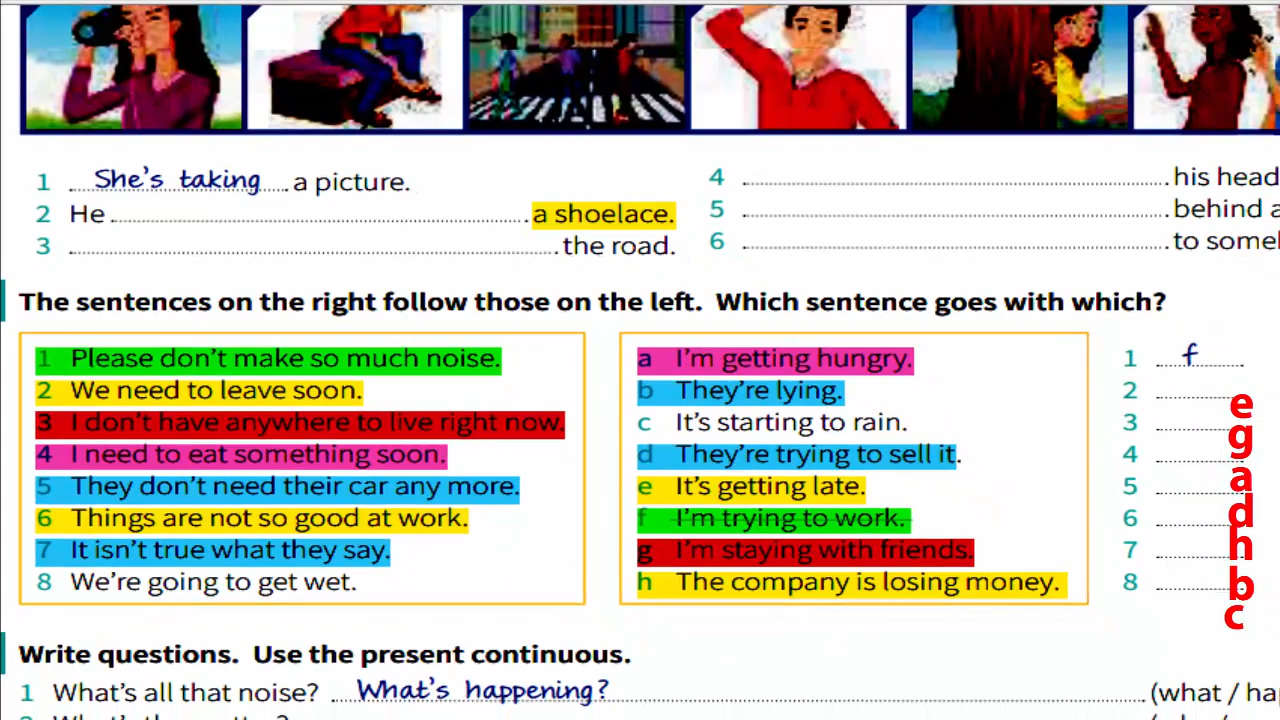 1 She's taking a picture.
2 He a shoelace.
3 the road.
4 his head
5 behind a
6
The sentences on the right follow those on the left. Which sentence goes with which?
1 Please don't make so much noise.
2 We need to leave soon.
3 I don't have anywhere to live right now.
4 I need to eat something soon.
5 They don't need their car any more.
6 Things are not so good at work.
7 It isn't true what they say.
8 We're going to get wet.
a I'm getting hungry.
b They're lying.
c It's starting to rain.
d They're trying to sell it.
e It's getting late.
f I'm trying to work.
g I'm staying with friends.
h The company is losing money.
1 f
2 e
3 g
4 a
5 d
6 h
7 b
8 c
Write questions. Use the present continuous.
1 What's all that noise? What's happening? (what / ha